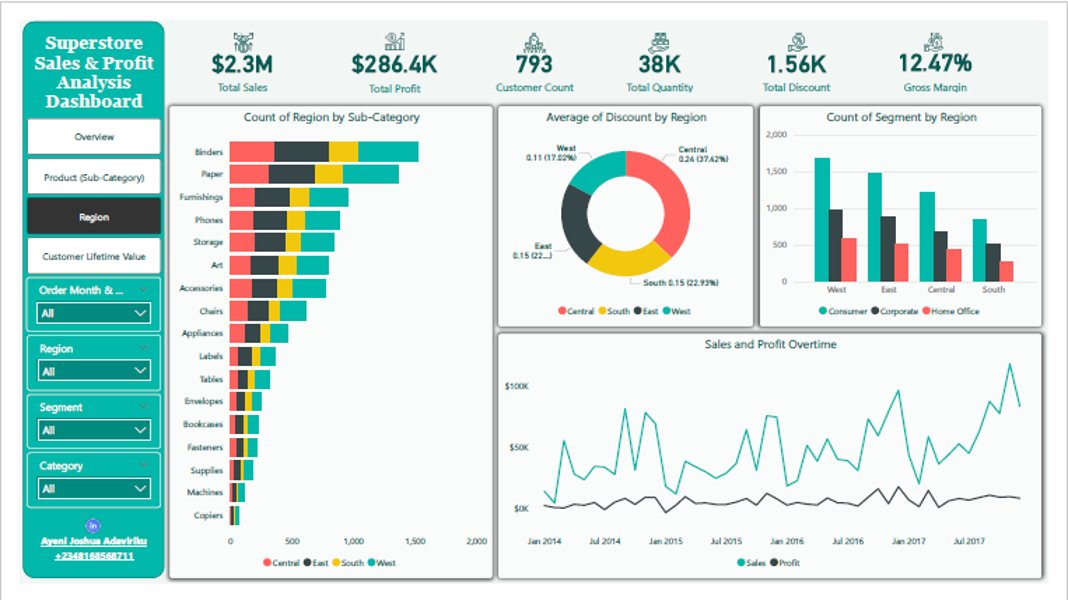 Superstore
Sales & Profit
Analysis
Dashboard
Overview
Product (Sub-Category)
Region
Customer Lifetime Value
Order Month & ...
All
Region
All
Segment
All
Category
All
in
Ayeni Joshua Adaviriku
+2348168568711
$2.3M
Total Sales
$286.4K
Total Profit
793
Customer Count
38K
Total Quantity
1.56K
Total Discount
12.47%
Gross Margin
Count of Region by Sub-Category
Binders
Paper
Furnishings
Phones
Storage
Art
Accessories
Chairs
Appliances
Labels
Tables
Envelopes
Bookcases
Fasteners
Supplies
Machines
Copiers
0 500 1,000 1,500 2,000
Central East South West
Average of Discount by Region
West
0.11 (17.02%)
Central
0.24 (37.42%)
East
0.15 (22...)
South 0.15 (22.93%)
Central South East West
Count of Segment by Region
2,000
1,500
1,000
500
0
West East Central South
Consumer Corporate Home Office
Sales and Profit Overtime
$100K
$50K
$0K
Jan 2014 Jul 2014 Jan 2015 Jul 2015 Jan 2016 Jul 2016 Jan 2017 Jul 2017
Sales Profit